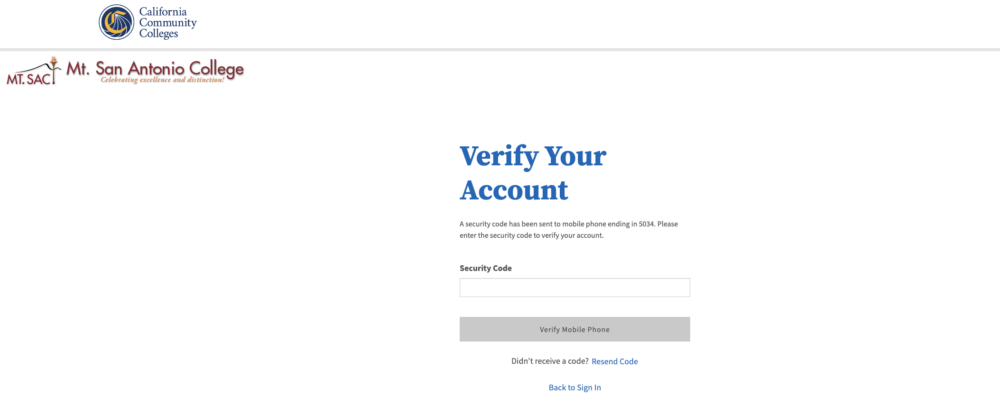 California
Community
Colleges
MT. SAC
Mt. San Antonio College
Celebrating excellence and distinction!
Verify Your
Account
A security code has been sent to mobile phone ending in 5034. Please
enter the security code to verify your account.
Security Code
Verify Mobile Phone
Didn't receive a code? Resend Code
Back to Sign In